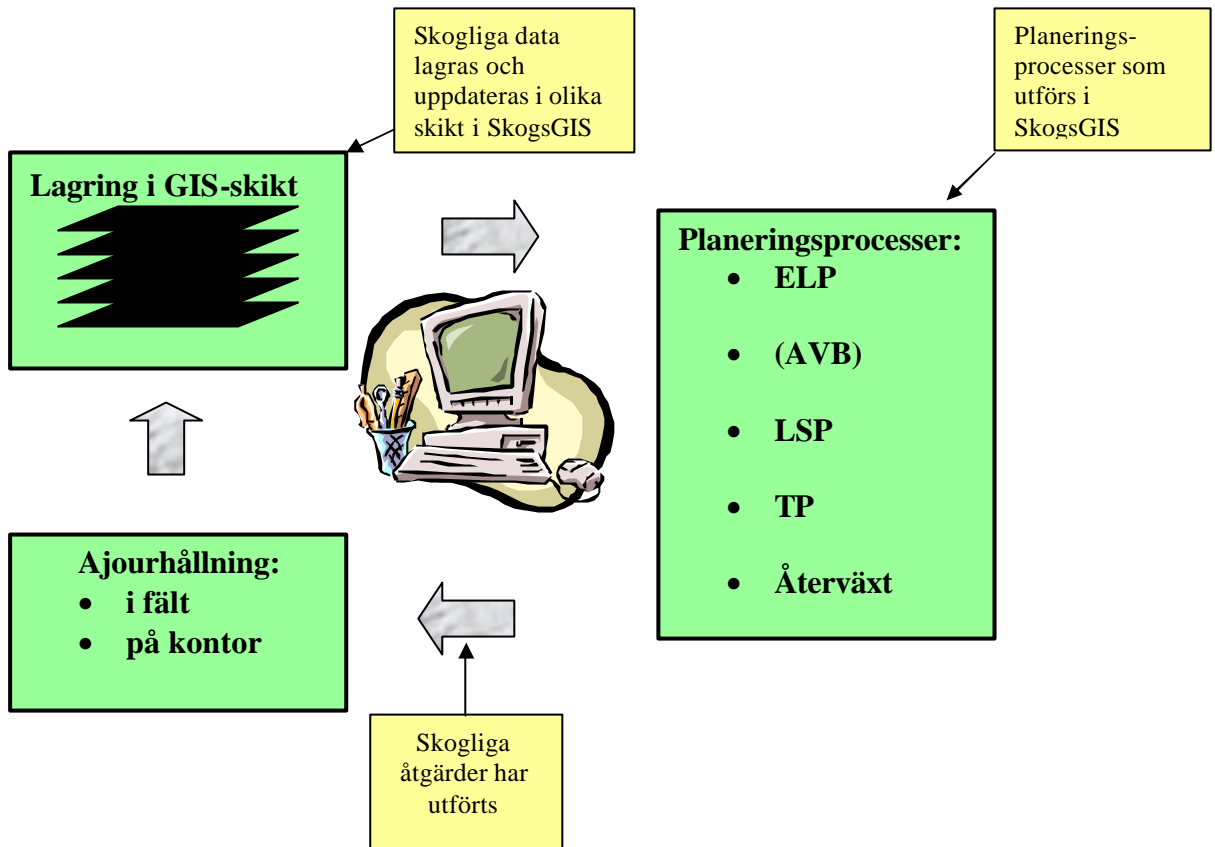 Skogliga data
lagras och
uppdateras i olika
skikt i SkogsGIS
Planerings-
processer som
utförs i
SkogsGIS
Lagring i GIS-skikt
Planeringsprocesser:
• ELP
• (AVB)
• LSP
• TP
• Återväxt
Ajourhållning:
• i fält
• på kontor
Skogliga
åtgärder har
utförts